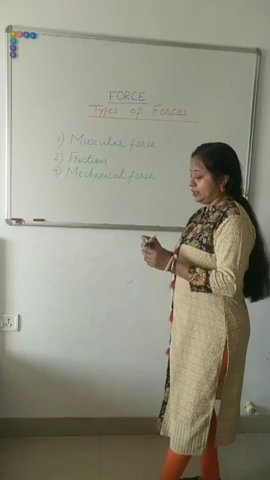 FORCE
Types of Forces
1) Muscular force
2) Friction
3) Mechanical force